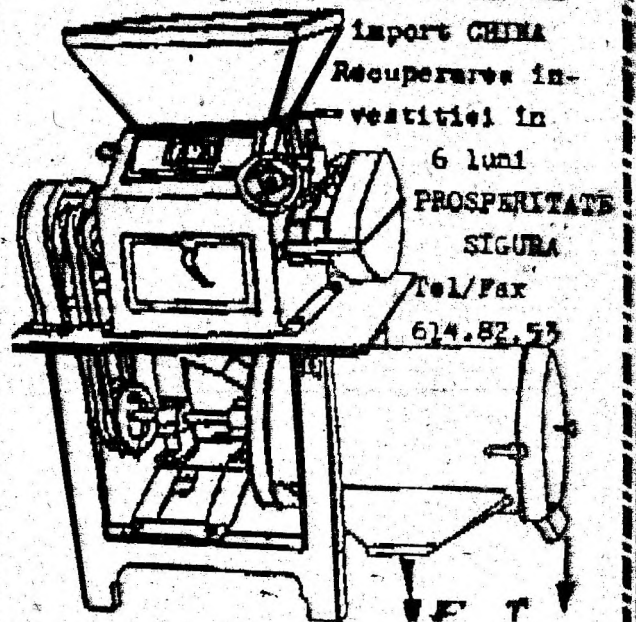 import CHINA
Recuperarea in-
vestitiei in
6 luni
PROSPERITATE
SIGURA
Tel/Fax
614.82.53
F T